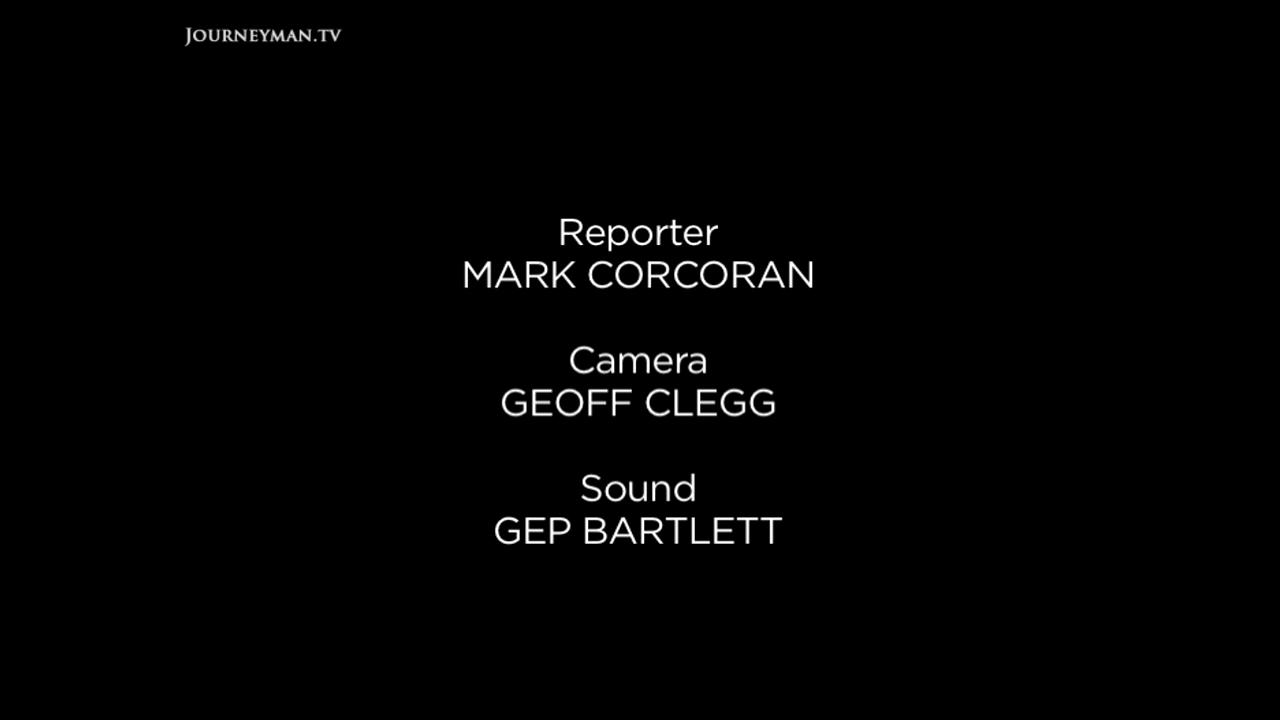 JOURNEYMAN.TV
Reporter
MARK CORCORAN
Camera
GEOFF CLEGG
Sound
GEP BARTLETT